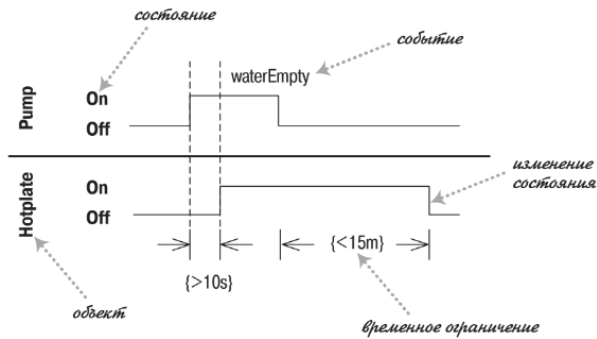 состояние
событие
waterEmpty
Pump
On
Off
изменение
состояния
Hotplate
On
Off
{<15m}
{>10s}
объект
временное ограничение